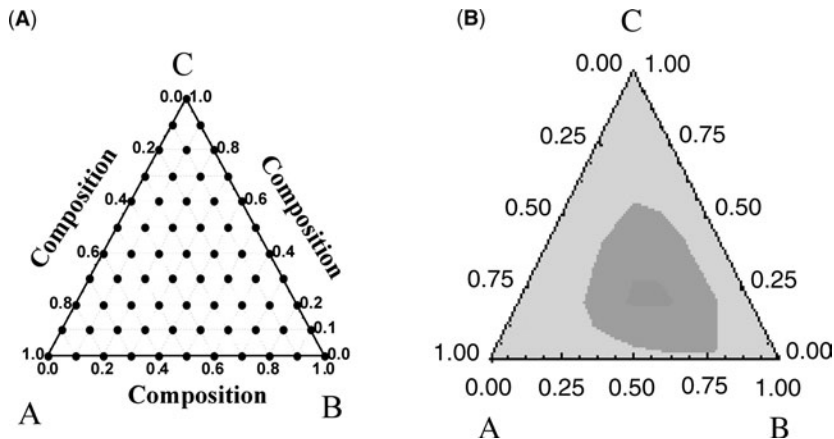 (A)
C
0.0 1.0
0.2 0.8
Composition Composition
0.4 0.6
0.6 0.4
0.8 0.2
0.1
1.0 0.0
0.0 0.2 0.4 0.6 0.8 1.0
Composition
A B
(B)
C
0.00 1.00
0.25 0.75
0.50 0.50
0.75 0.25
1.00 0.00
0.00 0.25 0.50 0.75 1.00
A B